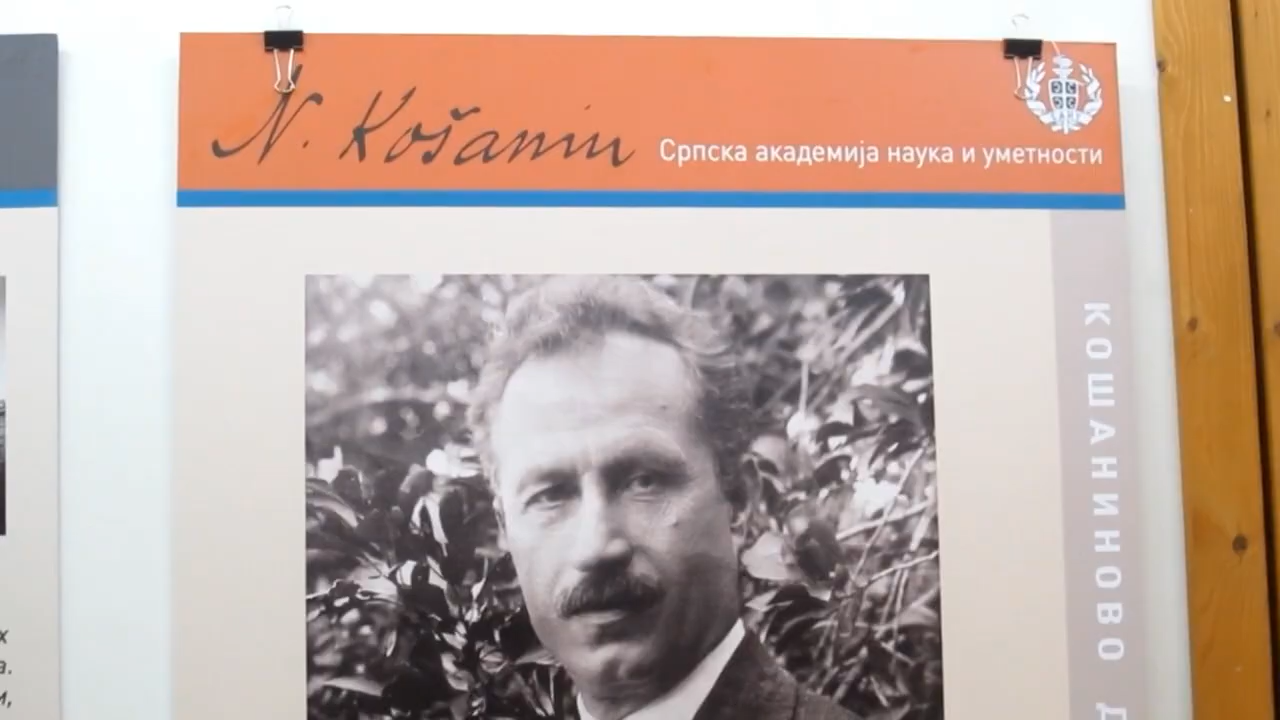 N. Košanin
Српска академија наука и уметности
КОШАНИНОВО Д
х
а.
и,